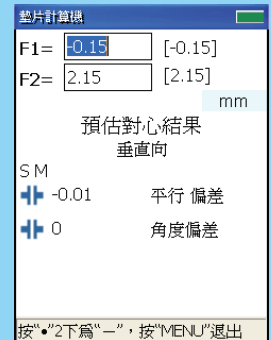 墊片計算機
F1= -0.15 [-0.15]
F2= 2.15 [2.15]
mm
預估對心結果
垂直向
S M
-0.01 平行 偏差
0 角度偏差
按"•"2下爲"－"，按"MENU"退出